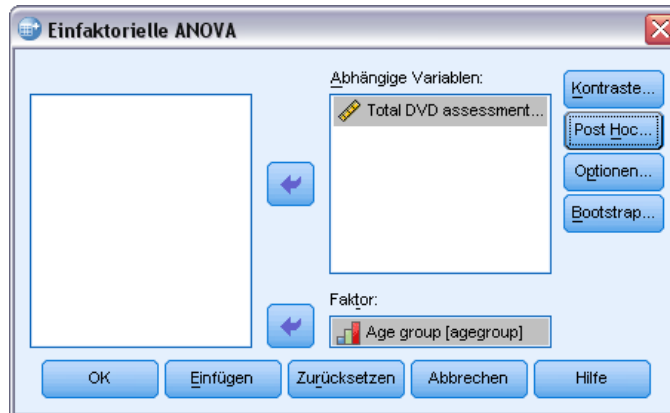 Einfaktorielle ANOVA
Abhängige Variablen:
Total DVD assessment...
Kontraste...
Post Hoc...
Optionen...
Bootstrap...
Faktor:
Age group [agegroup]
OK
Einfügen
Zurücksetzen
Abbrechen
Hilfe